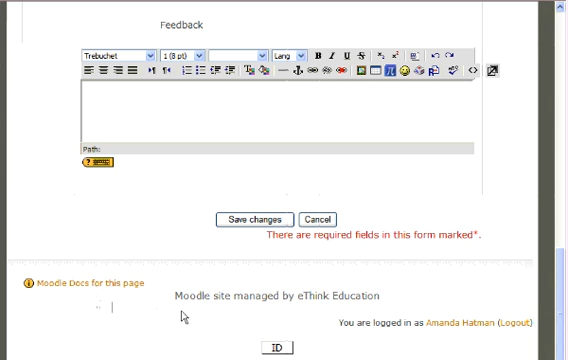 Feedback
Trebuchet 1 (8 pt) Lang B I U S
Path:
Save changes Cancel
There are required fields in this form marked*.
Moodle Docs for this page
Moodle site managed by eThink Education
You are logged in as Amanda Hatman (Logout)
ID